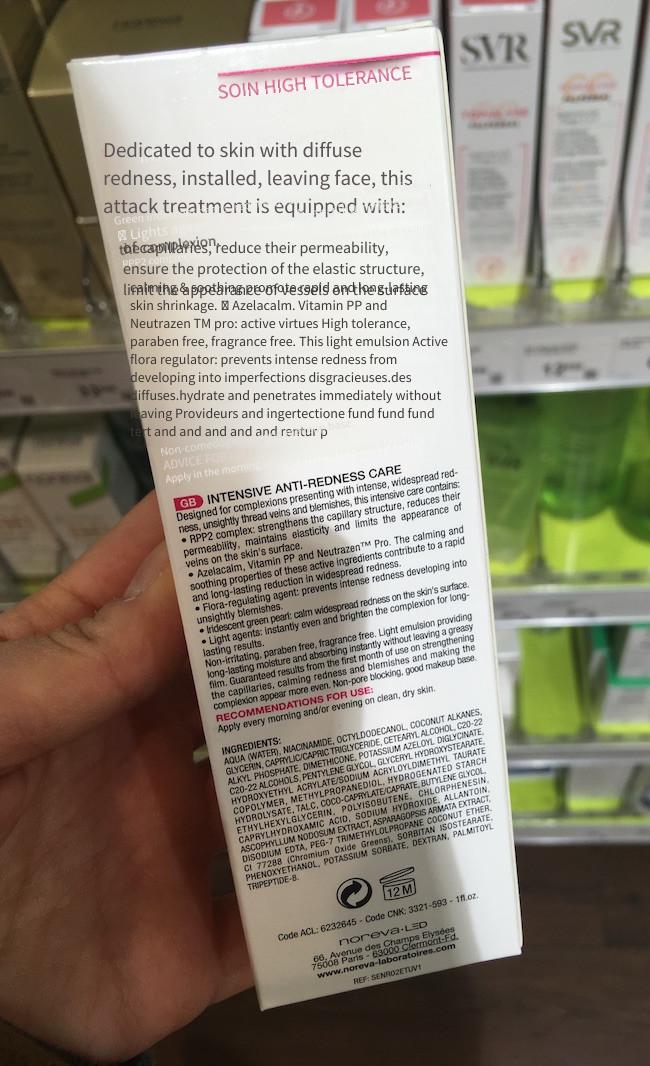 SOIN HIGH TOLERANCE
Dedicated to skin with diffuse
redness, installed, leaving face, this
attack treatment is equipped with:
Lights
of complexion.
the capillaries, reduce their permeability,
RPP2
ensure the protection of the elastic structure,
calming & soothing promote rapid and long-lasting
limit the appearance of vessels on the surface
skin shrinkage. Azelacalm. Vitamin PP and
Neutrazen TM pro: active virtues High tolerance,
paraben free, fragrance free. This light emulsion Active
flora regulator: prevents intense redness from
developing into imperfections disgracieuses.des
diffuses.hydrate and penetrates immediately without
leaving Provideurs and ingertectione fund fund fund
tert and and and and and rentur p
ADVICE FOR
Apply in the morning
GB INTENSIVE ANTI-REDNESS CARE
Designed for complexions presenting with intense, widespread red-
ness, unsightly thread veins and blemishes, this intensive care contains:
• RPP2 complex: strengthens the capillary structure, reduces their
permeability, maintains elasticity and limits the appearance of
veins on the skin's surface.
• Azelacalm, Vitamin PP and Neutrazen™ Pro. The calming and
soothing properties of these active ingredients contribute to a rapid
and long-lasting reduction in widespread redness.
• Flora-regulating agent: prevents intense redness developing into
unsightly blemishes.
• Iridescent green pearl: calm widespread redness on the skin's surface.
• Light agents: instantly even and brighten the complexion for long-
lasting results.
Non-irritating, paraben free, fragrance free. Light emulsion providing
long-lasting moisture and absorbing instantly without leaving a greasy
film. Guaranteed results from the first month of use on strengthening
the capillaries, calming redness and blemishes and making the
complexion appear more even. Non-pore blocking, good makeup base.
RECOMMENDATIONS FOR USE:
Apply every morning and/or evening on clean, dry skin.
INGREDIENTS:
AQUA (WATER), NIACINAMIDE, OCTYLDODECANOL, COCONUT ALKANES,
GLYCERIN, CAPRYLIC/CAPRIC TRIGLYCERIDE, CETEARYL ALCOHOL, C20-22
ALKYL PHOSPHATE, DIMETHICONE, POTASSIUM AZELOYL DIGLYCINATE,
C20-22 ALCOHOLS, PENTYLENE GLYCOL, GLYCERYL HYDROXYSTEARATE,
HYDROXYETHYL ACRYLATE/SODIUM ACRYLOYLDIMETHYL TAURATE
COPOLYMER, METHYLPROPANEDIOL, HYDROGENATED STARCH
HYDROLYSATE, TALC, COCO-CAPRYLATE/CAPRATE, BUTYLENE GLYCOL,
ETHYLHEXYLGLYCERIN, POLYISOBUTENE, CHLORPHENESIN,
CAPRYLHYDROXAMIC ACID, SODIUM HYDROXIDE, ALLANTOIN,
ASCOPHYLLUM NODOSUM EXTRACT, ASPARAGOPSIS ARMATA EXTRACT,
DISODIUM EDTA, PEG-7 TRIMETHYLOLPROPANE COCONUT ETHER,
CI 77288 (Chromium Oxide Greens), SORBITAN ISOSTEARATE,
PHENOXYETHANOL, POTASSIUM SORBATE, DEXTRAN, PALMITOYL
TRIPEPTIDE-8.
12 M
Code ACL: 6232645 - Code CNK: 3321-593 - 1fl.oz.
noreva-LED
66, Avenue des Champs Elysées
75008 Paris - 63000 Clermont-Fd.
www.noreva-laboratoires.com
REF: SENR02ETUV1
SVR
SVR